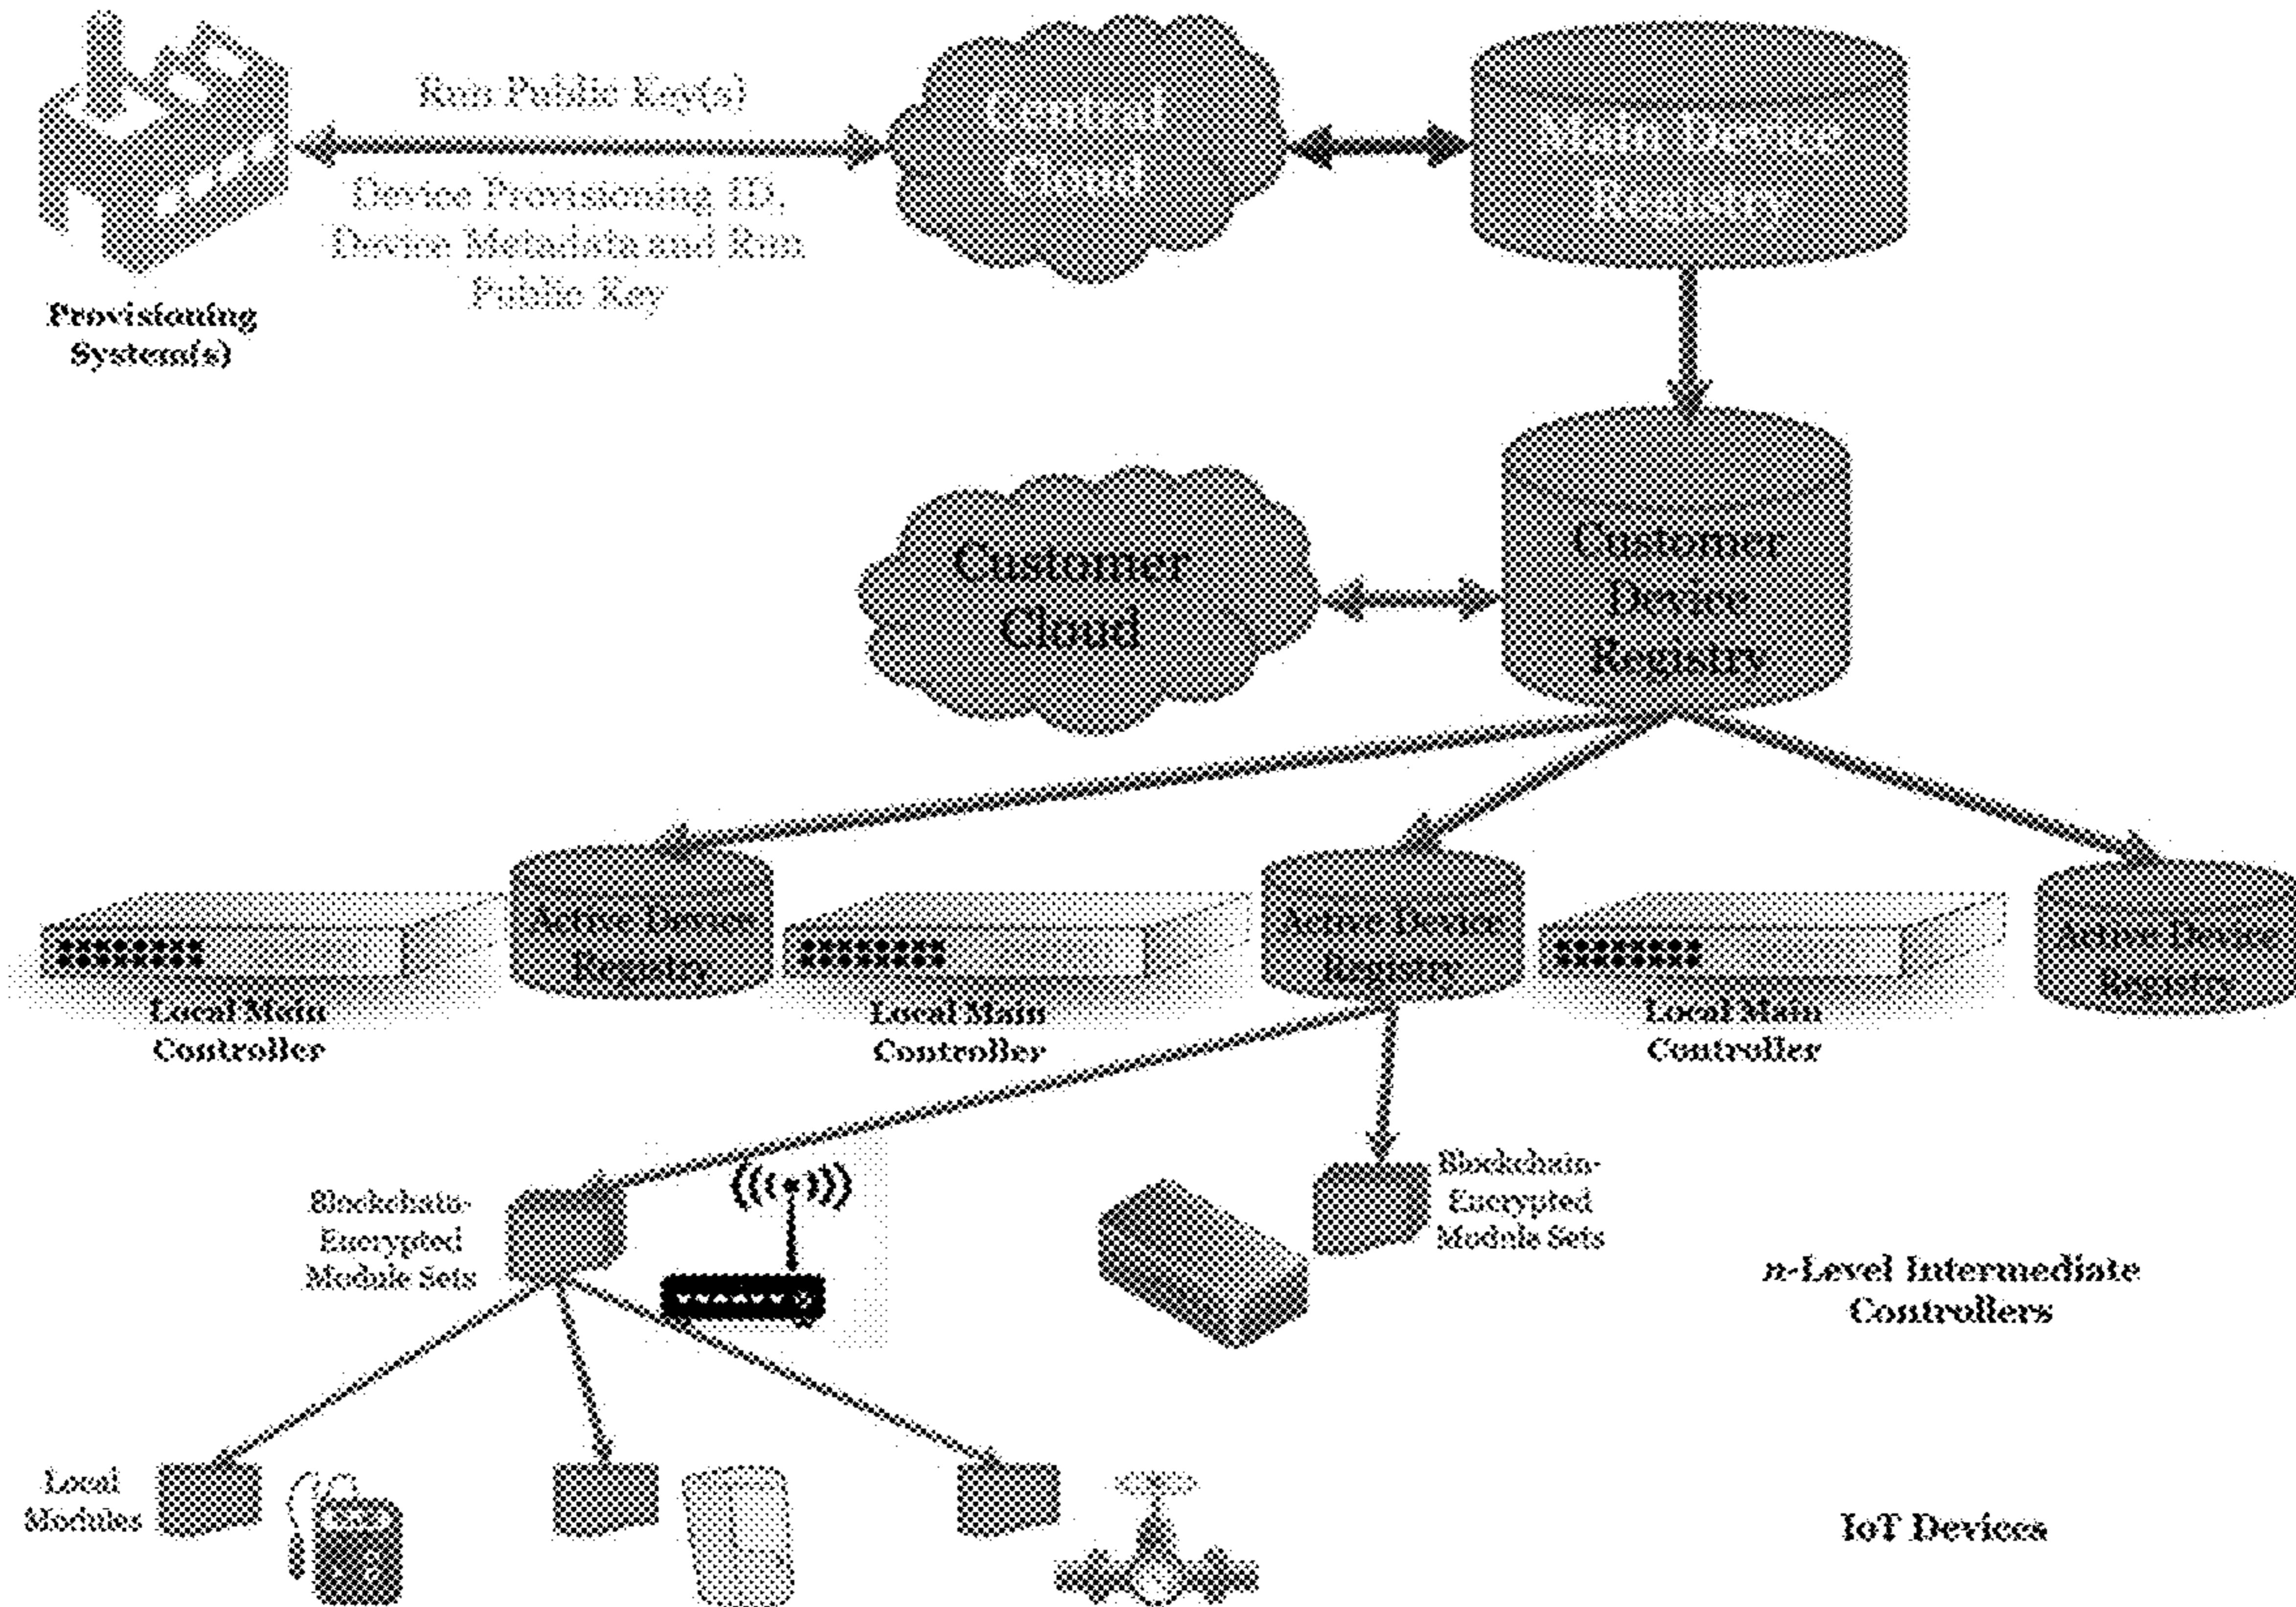 Run Public Key(s)
Central
Cloud
Main Device
Registry
Device Provisioning ID,
Device Metadata and Run
Public Key
Provisioning
System(s)
Customer
Cloud
Customer
Device
Registry
Active Device
Registry
Active Device
Registry
Active Device
Registry
Local Main
Controller
Local Main
Controller
Local Main
Controller
Blockchain-
Encrypted
Module Sets
Blockchain-
Encrypted
Module Sets
n-Level Intermediate
Controllers
Local
Modules
IoT Devices